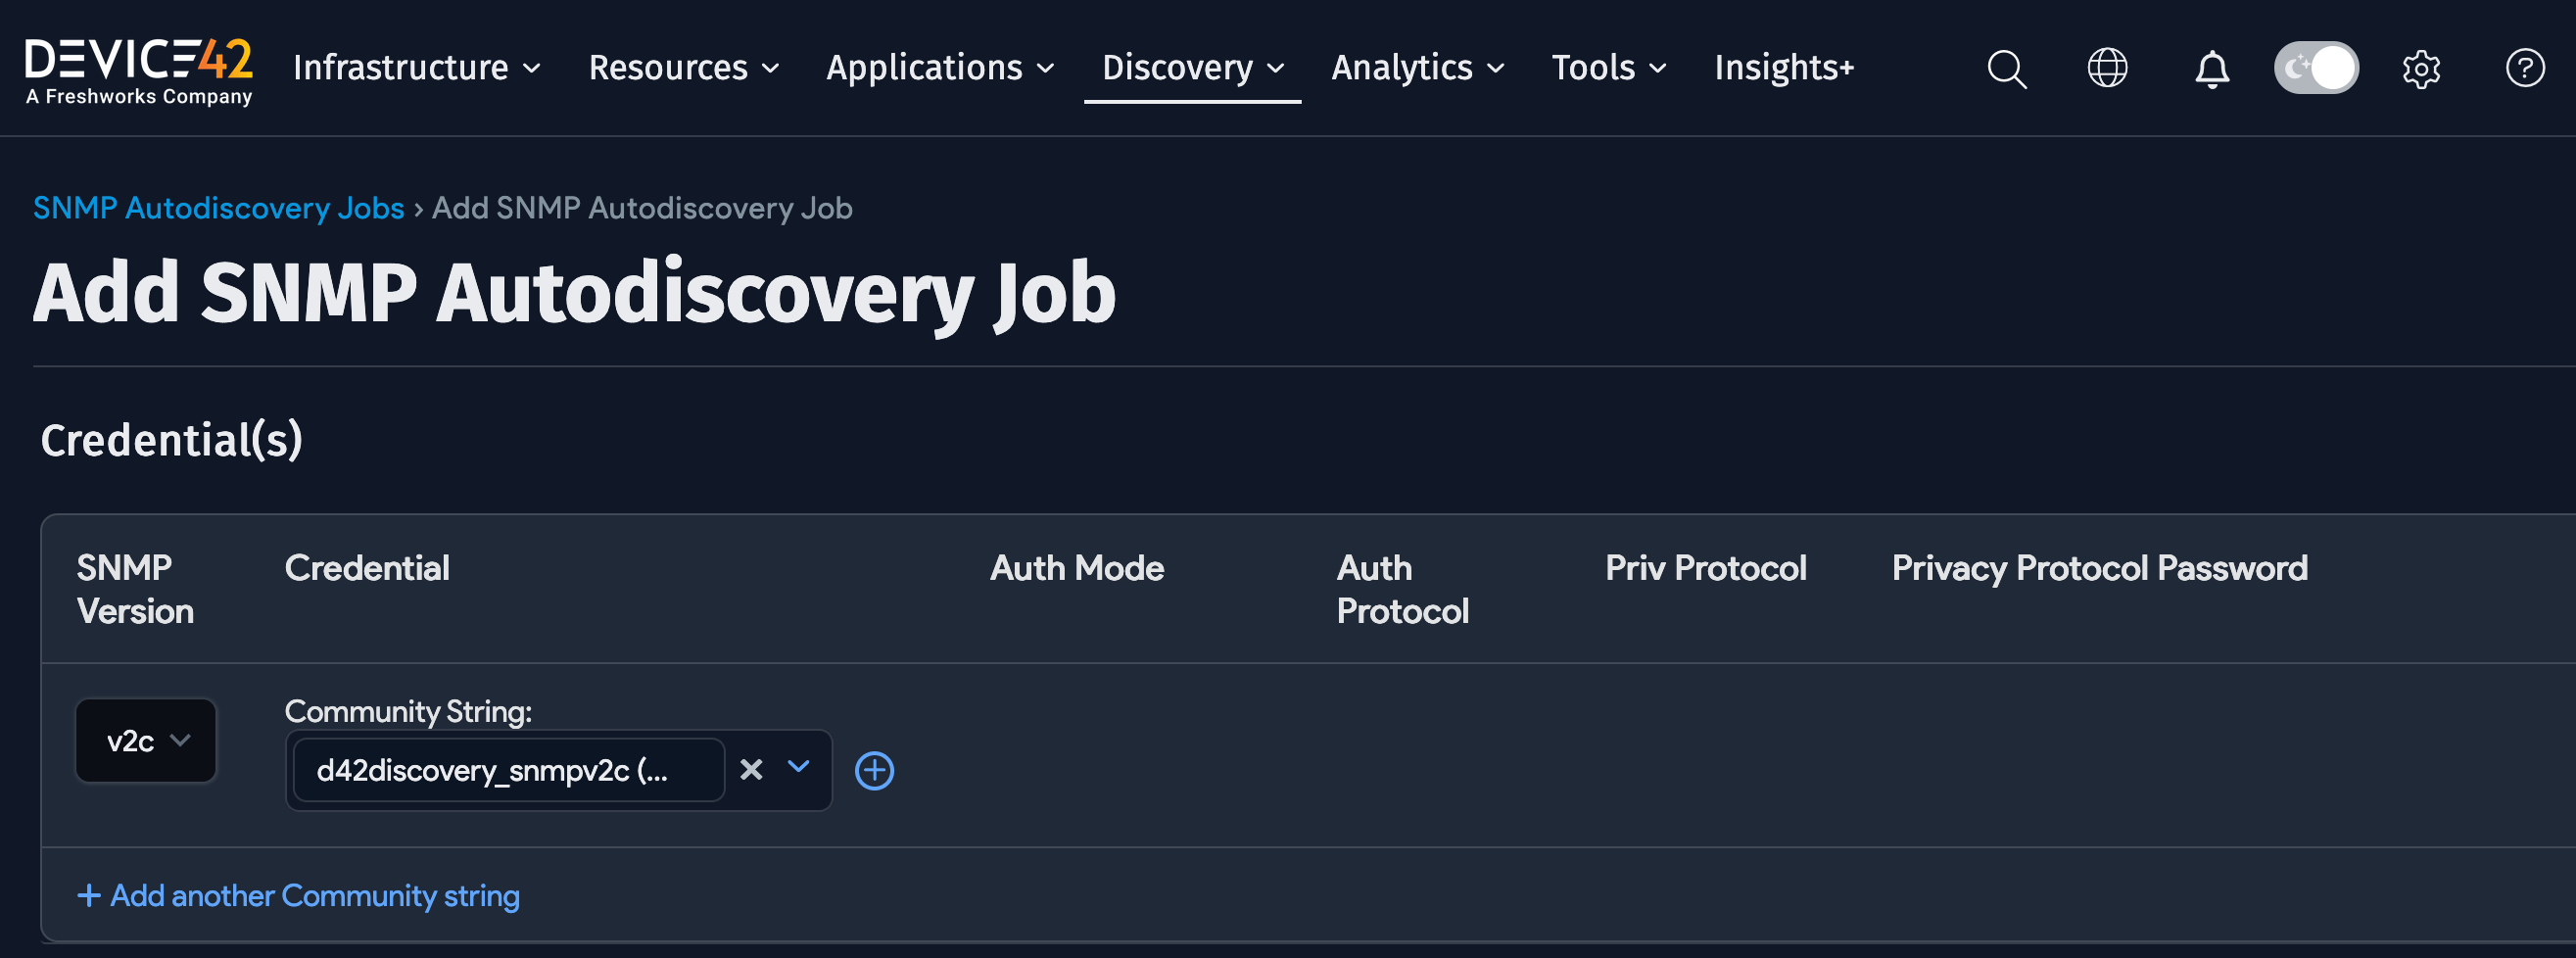 DEVICE42
A Freshworks Company
Infrastructure
Resources
Applications
Discovery
Analytics
Tools
Insights+
SNMP Autodiscovery Jobs › Add SNMP Autodiscovery Job
Add SNMP Autodiscovery Job
Credential(s)
SNMP Version
Credential
Auth Mode
Auth Protocol
Priv Protocol
Privacy Protocol Password
v2c
Community String:
d42discovery_snmpv2c (...
+ Add another Community string